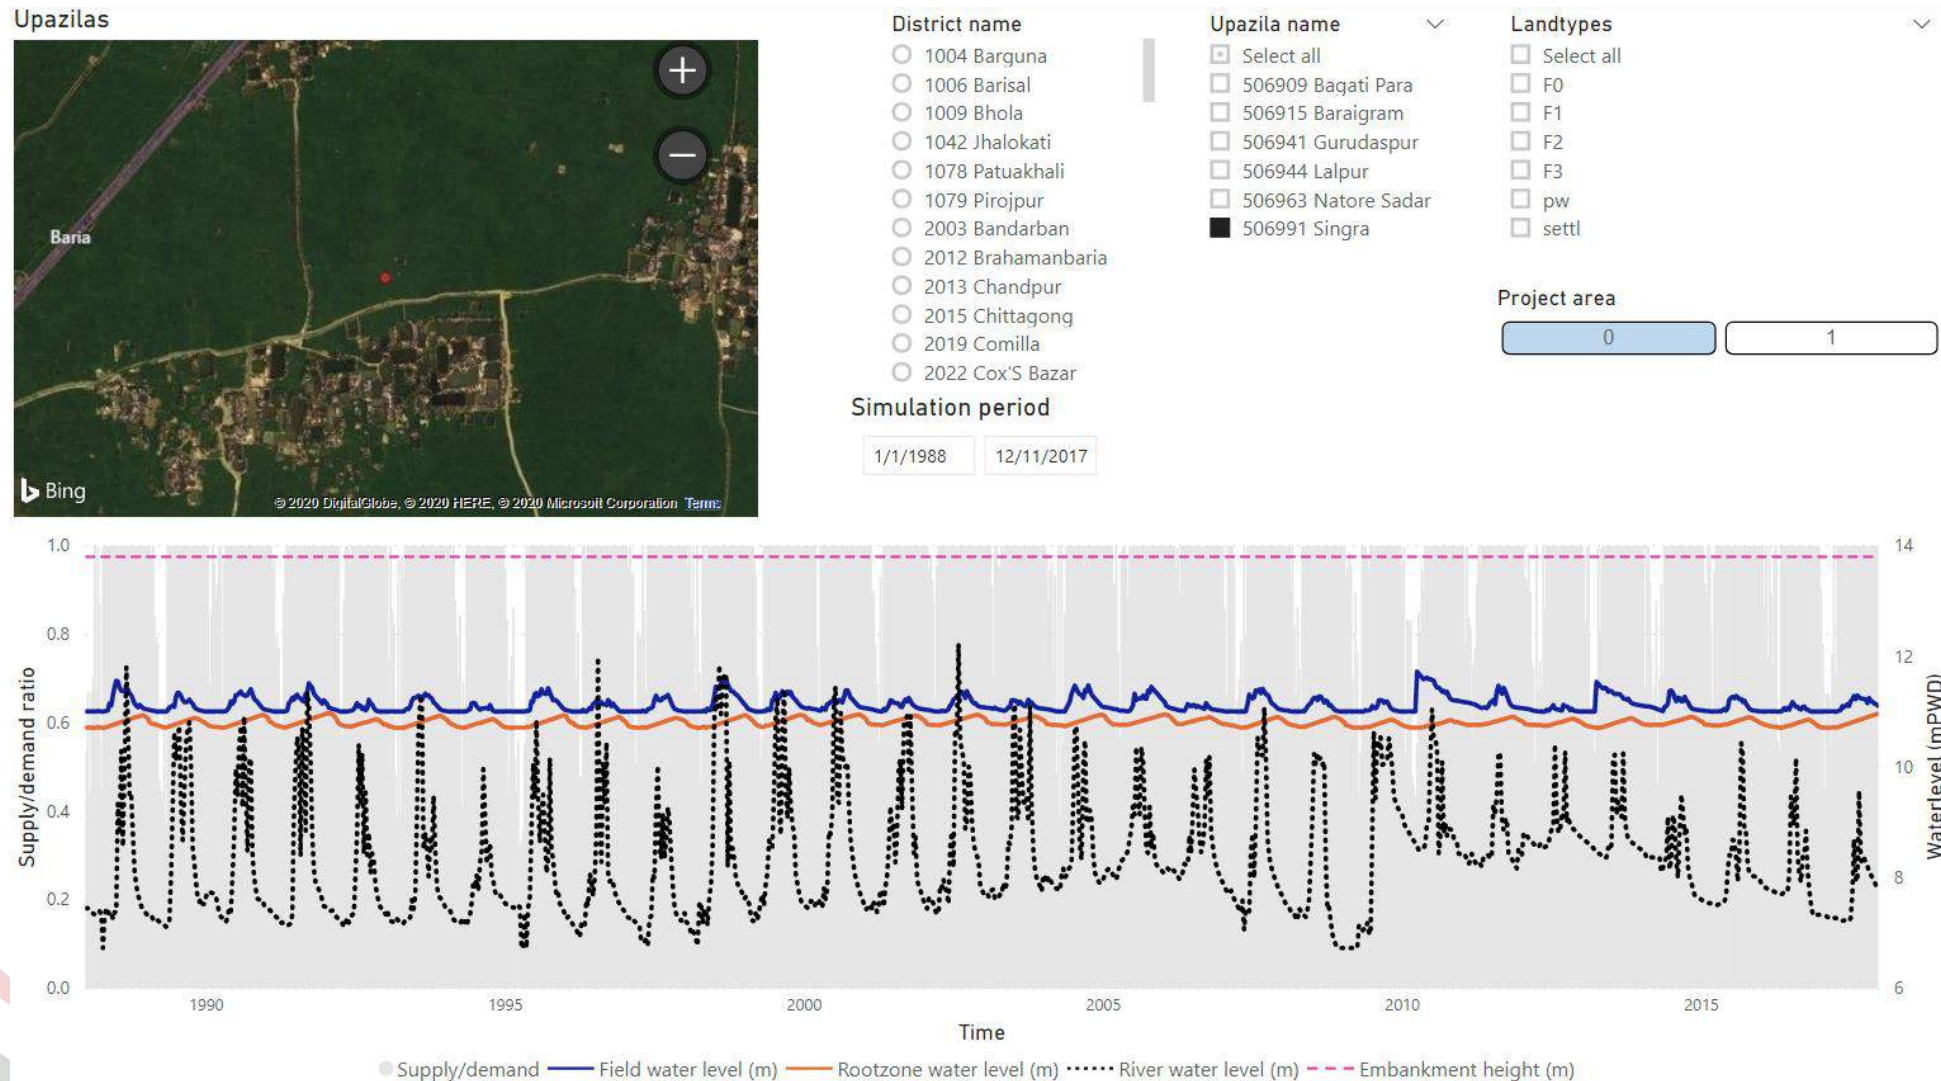 Upazilas
Baria
Bing
© 2020 DigitalGlobe, © 2020 HERE, © 2020 Microsoft Corporation Terms
District name
1004 Barguna
1006 Barisal
1009 Bhola
1042 Jhalokati
1078 Patuakhali
1079 Pirojpur
2003 Bandarban
2012 Brahamanbaria
2013 Chandpur
2015 Chittagong
2019 Comilla
2022 Cox'S Bazar
Upazila name
Select all
506909 Bagati Para
506915 Baraigram
506941 Gurudaspur
506944 Lalpur
506963 Natore Sadar
506991 Singra
Landtypes
Select all
F0
F1
F2
F3
pw
settl
Project area
0 1
Simulation period
1/1/1988 12/11/2017
Supply/demand ratio
1.0
0.8
0.6
0.4
0.2
0.0
14
12
10
8
6
Waterlevel (mPWD)
1990 1995 2000 2005 2010 2015
Time
Supply/demand Field water level (m) Rootzone water level (m) River water level (m) Embankment height (m)